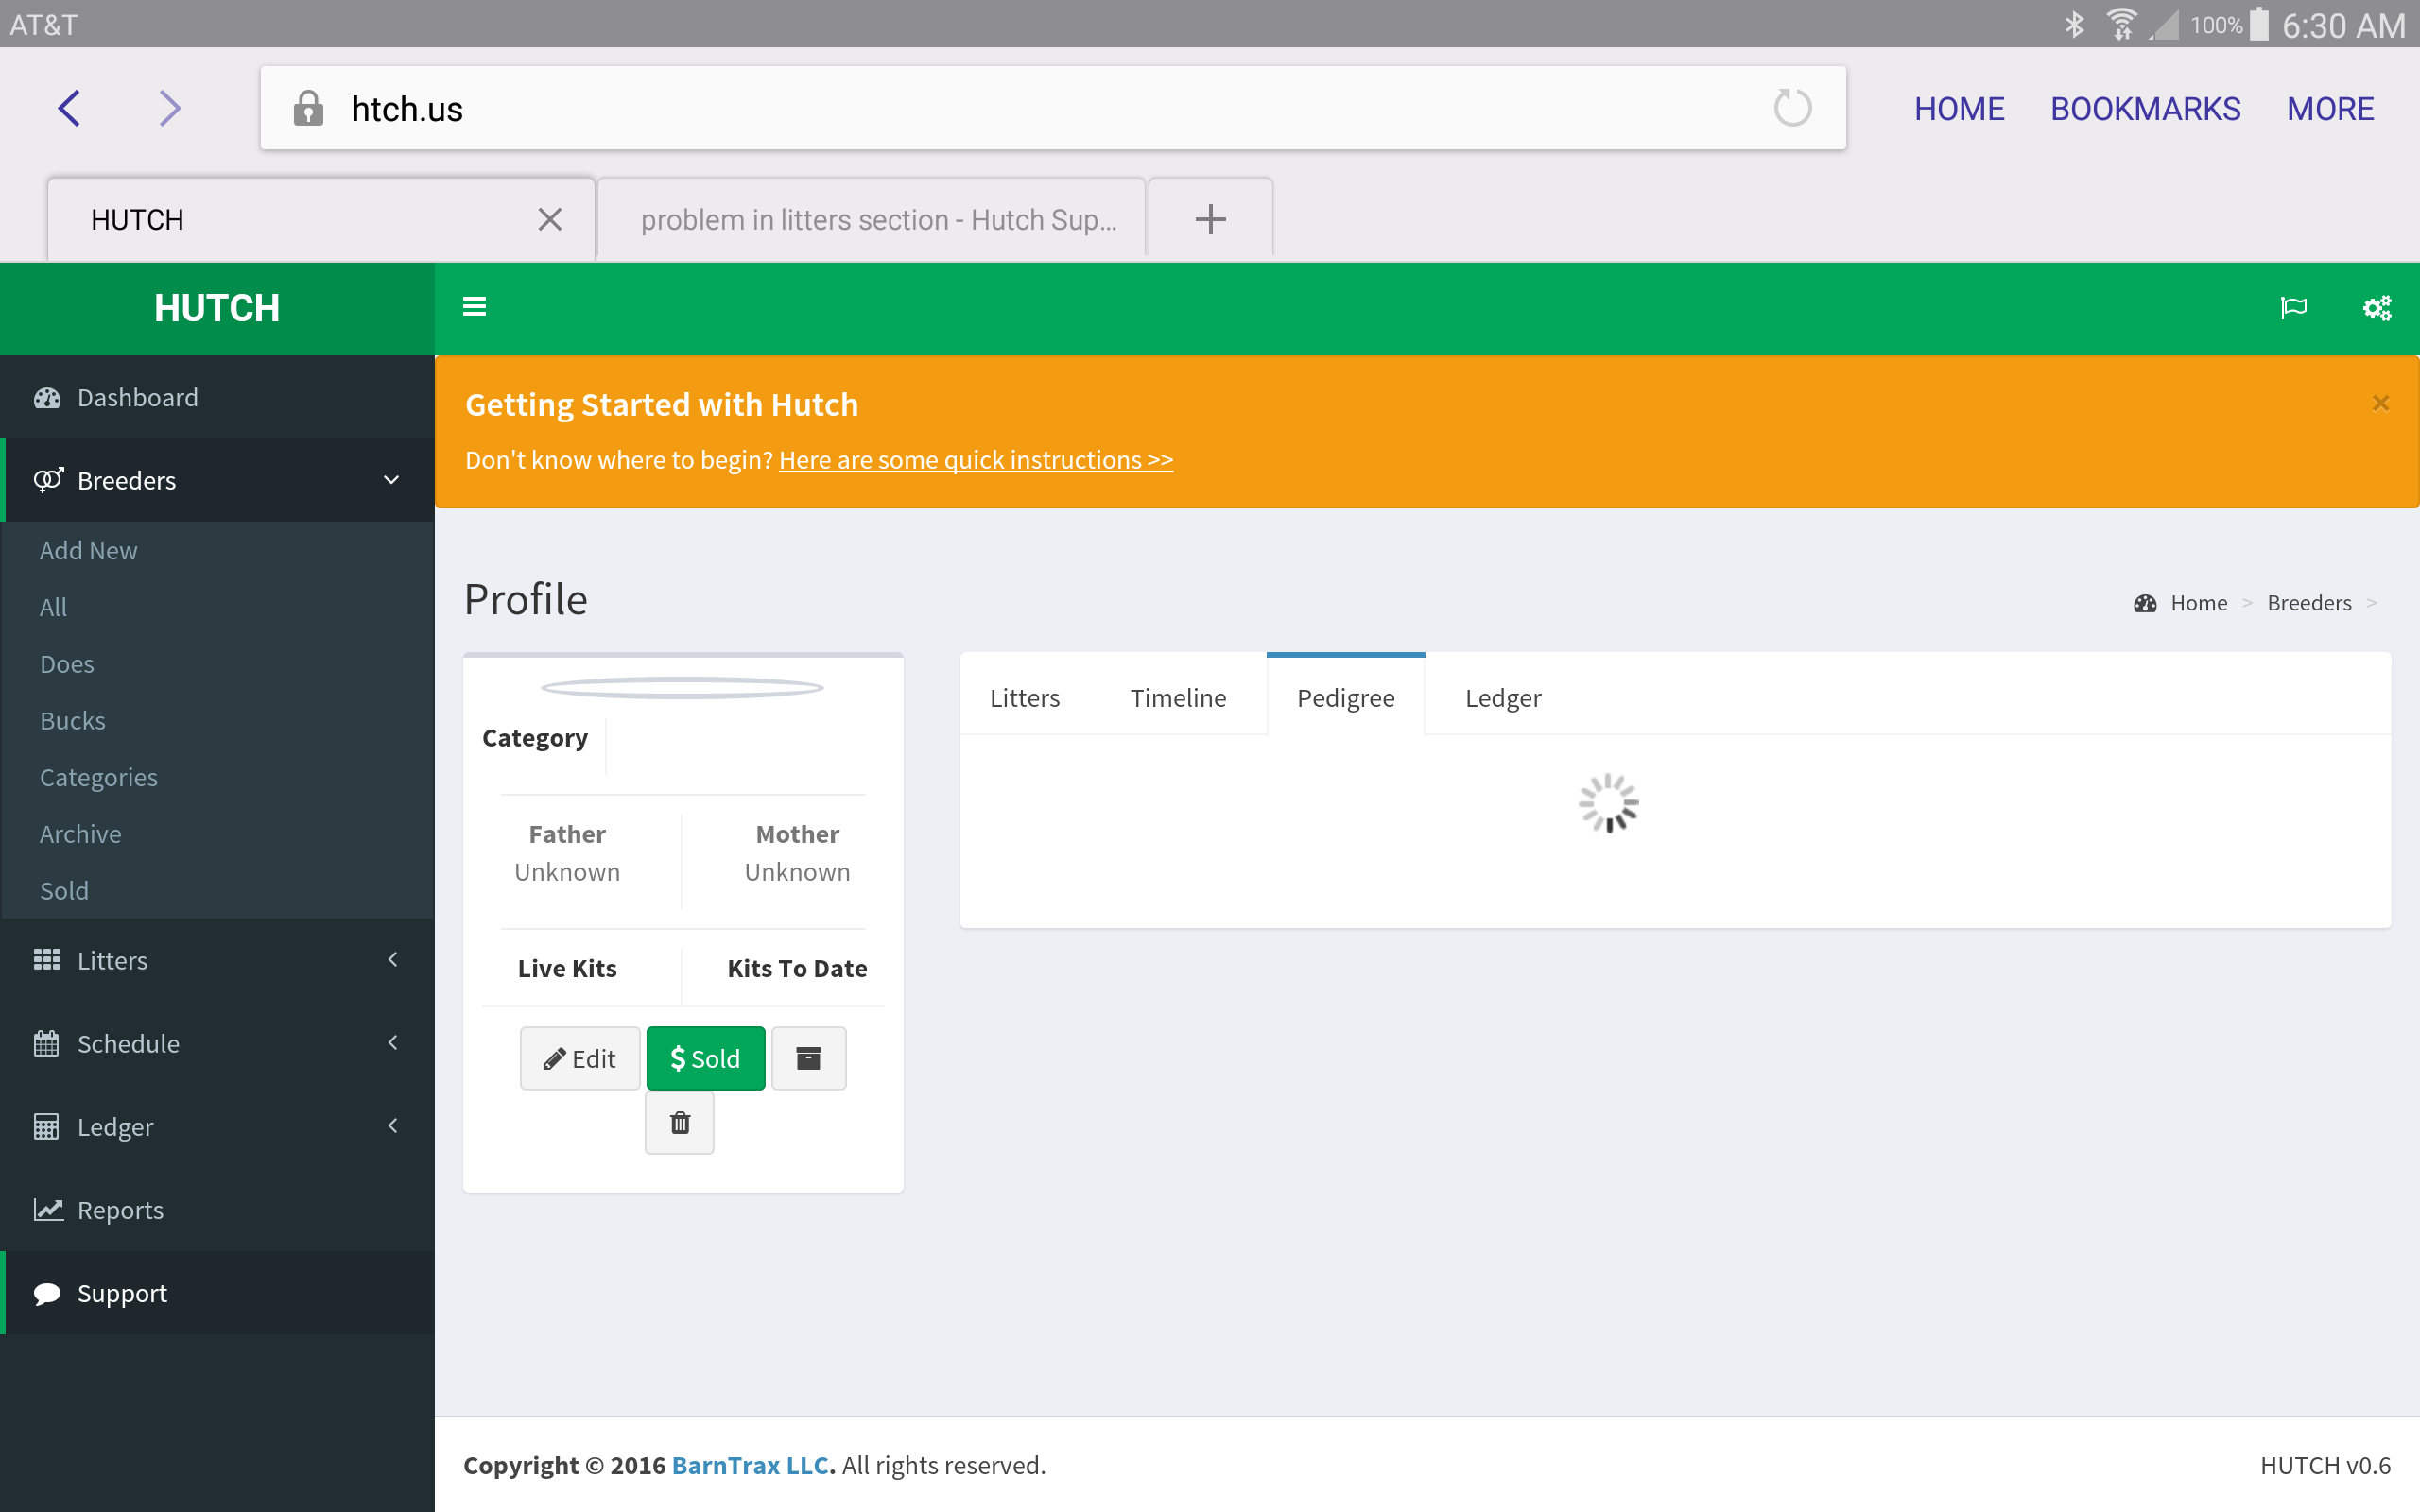 AT&T
100% 6:30 AM
htch.us
HOME BOOKMARKS MORE
HUTCH
problem in litters section - Hutch Sup...
HUTCH
Getting Started with Hutch
Don't know where to begin? Here are some quick instructions >>
Dashboard
Breeders
Add New
All
Does
Bucks
Categories
Archive
Sold
Litters
Schedule
Ledger
Reports
Support
Profile
Home > Breeders >
Category
Father
Unknown
Mother
Unknown
Live Kits
Kits To Date
Edit
$ Sold
Litters Timeline Pedigree Ledger
Copyright © 2016 BarnTrax LLC. All rights reserved.
HUTCH v0.6